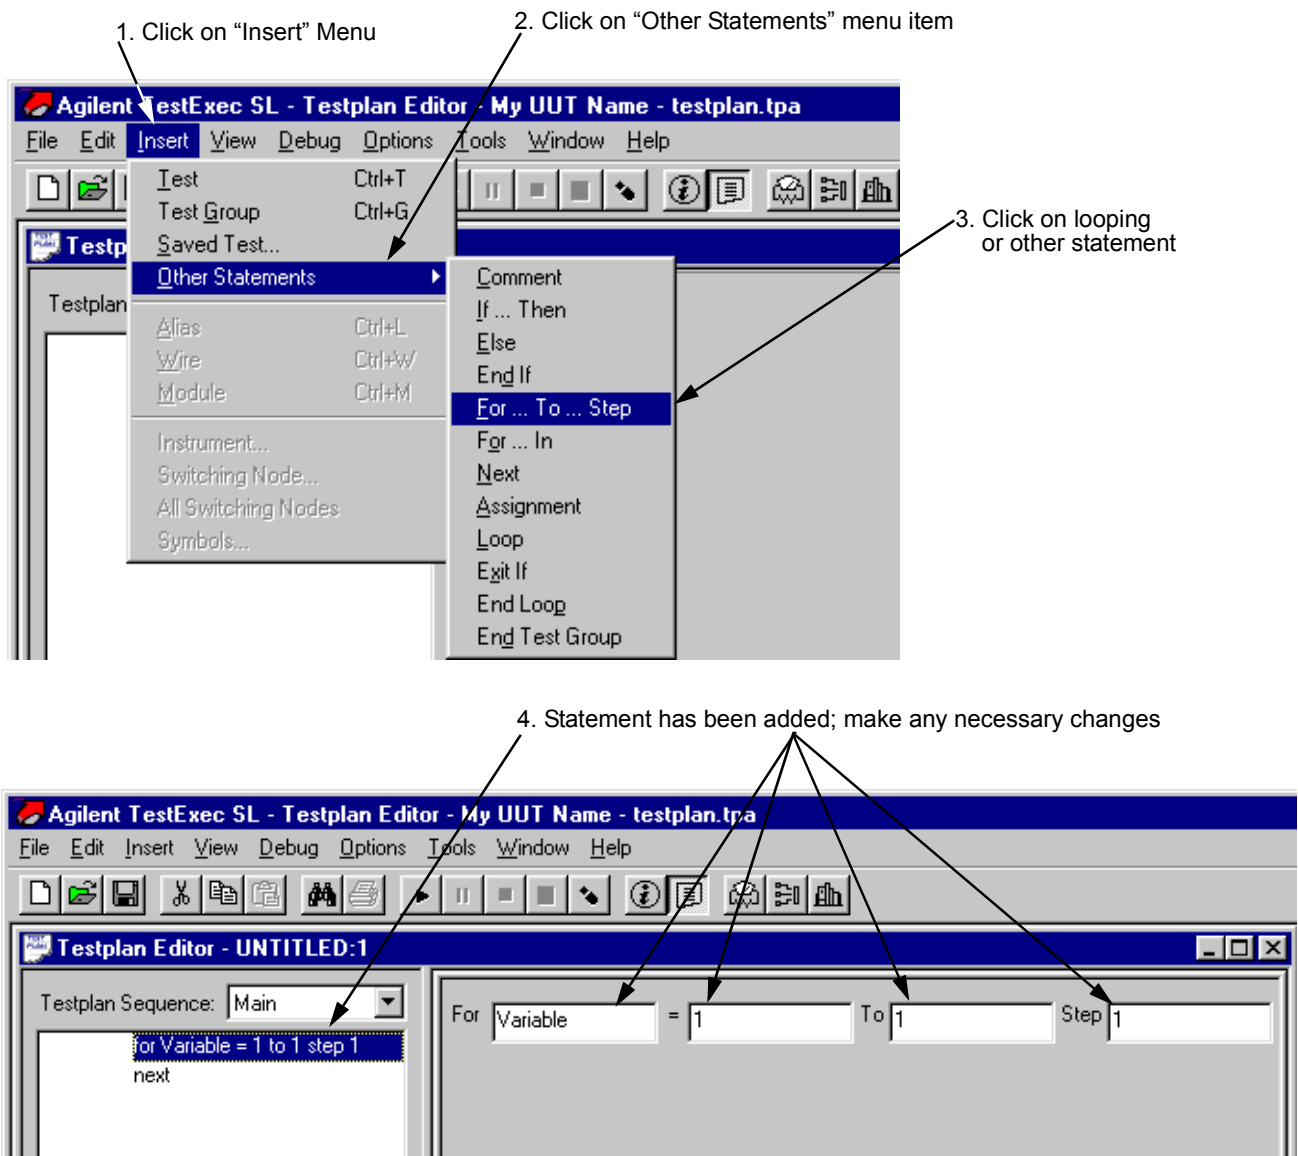 1. Click on “Insert” Menu
2. Click on “Other Statements” menu item
Agilent TestExec SL - Testplan Editor - My UUT Name - testplan.tpa
File Edit Insert View Debug Options Tools Window Help
Test Ctrl+T
Test Group Ctrl+G
Saved Test...
Other Statements
Alias Ctrl+L
Wire Ctrl+W
Module Ctrl+M
Instrument...
Switching Node...
All Switching Nodes
Symbols...
Testp
Testplan
Comment
If ... Then
Else
End If
For ... To ... Step
For ... In
Next
Assignment
Loop
Exit If
End Loop
End Test Group
3. Click on looping
or other statement
4. Statement has been added; make any necessary changes
Agilent TestExec SL - Testplan Editor - My UUT Name - testplan.tpa
File Edit Insert View Debug Options Tools Window Help
Testplan Editor - UNTITLED:1
Testplan Sequence: Main
for Variable = 1 to 1 step 1
next
For Variable = 1 To 1 Step 1